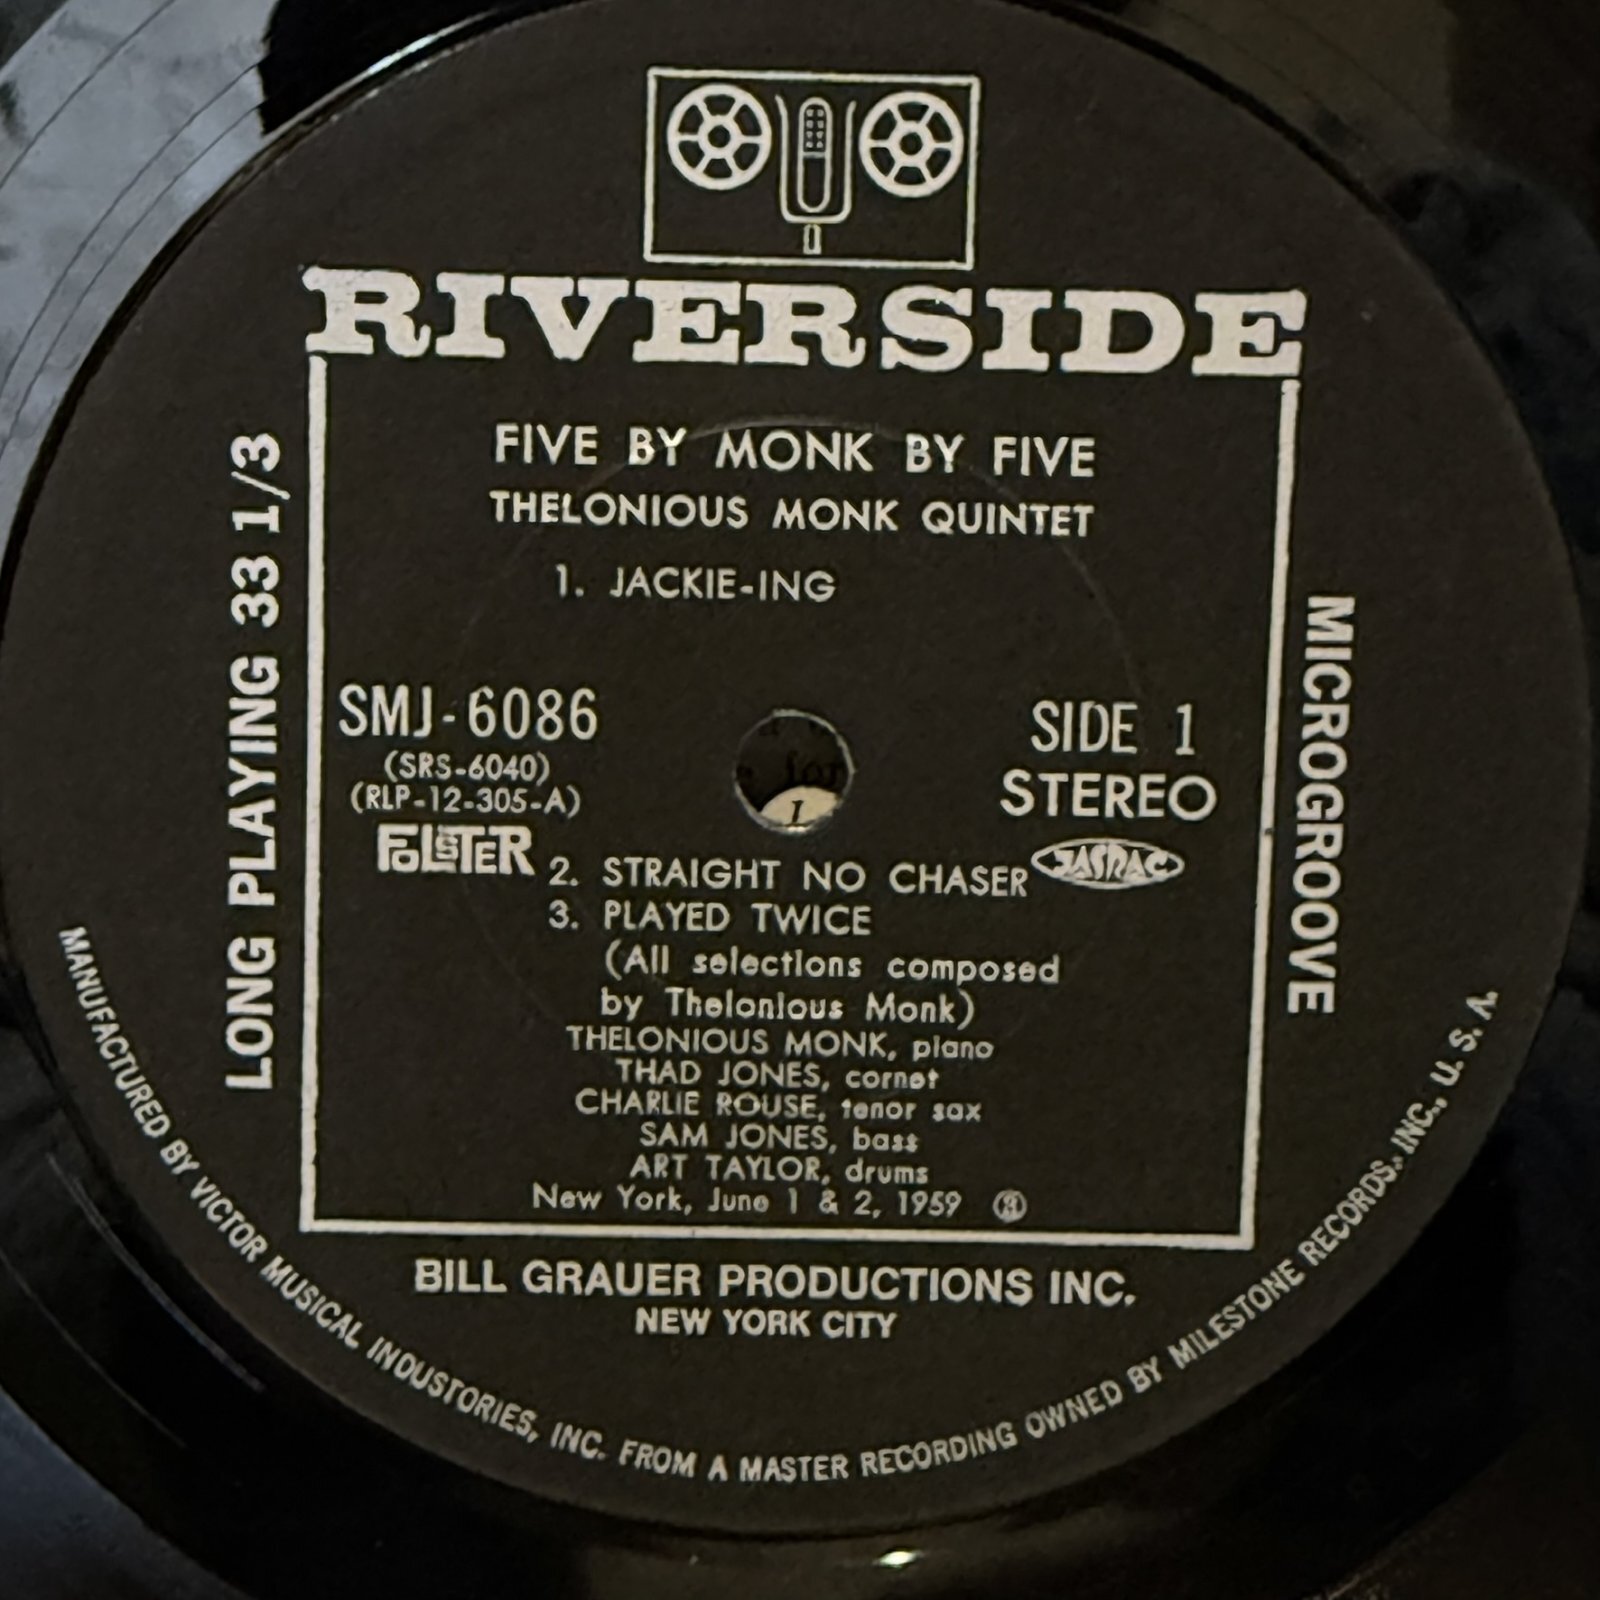 RIVERSIDE
FIVE BY MONK BY FIVE
THELONIOUS MONK QUINTET
1. JACKIE-ING
LONG PLAYING 33 1/3
MICROGROOVE
SMJ-6086
(SRS-6040)
(RLP-12-305-A)
SIDE 1
STEREO
JASRAC
2. STRAIGHT NO CHASER
3. PLAYED TWICE
(All selections composed
by Thelonious Monk)
THELONIOUS MONK, piano
THAD JONES, cornet
CHARLIE ROUSE, tenor sax
SAM JONES, bass
ART TAYLOR, drums
New York, June 1 & 2, 1959
BILL GRAUER PRODUCTIONS INC.
NEW YORK CITY
MANUFACTURED BY VICTOR MUSICAL INDUSTORIES, INC. FROM A MASTER RECORDING OWNED BY MILESTONE RECORDS, INC., U. S. A.
for
1